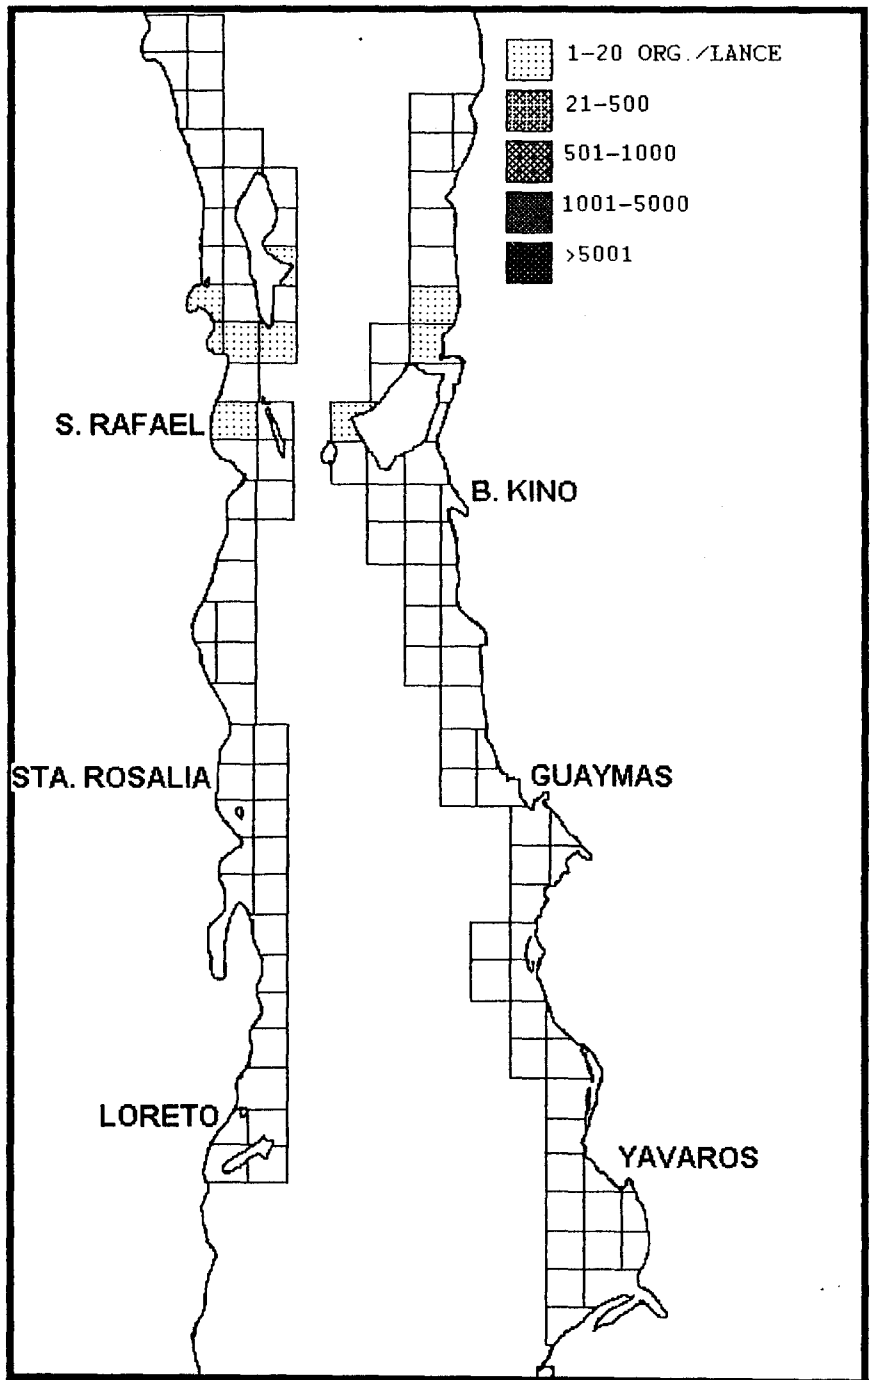 1-20 ORG./LANCE
21-500
501-1000
1001-5000
>5001
S. RAFAEL
B. KINO
STA. ROSALIA
GUAYMAS
LORETO
YAVAROS